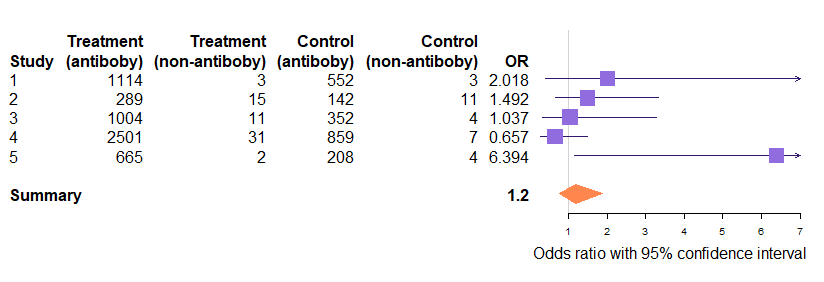 Treatment Treatment Control Control
Study (antiboby) (non-antiboby) (antiboby) (non-antiboby) OR
1 1114 3 552 3 2.018
2 289 15 142 11 1.492
3 1004 11 352 4 1.037
4 2501 31 859 7 0.657
5 665 2 208 4 6.394
Summary 1.2
1 2 3 4 5 6 7
Odds ratio with 95% confidence interval